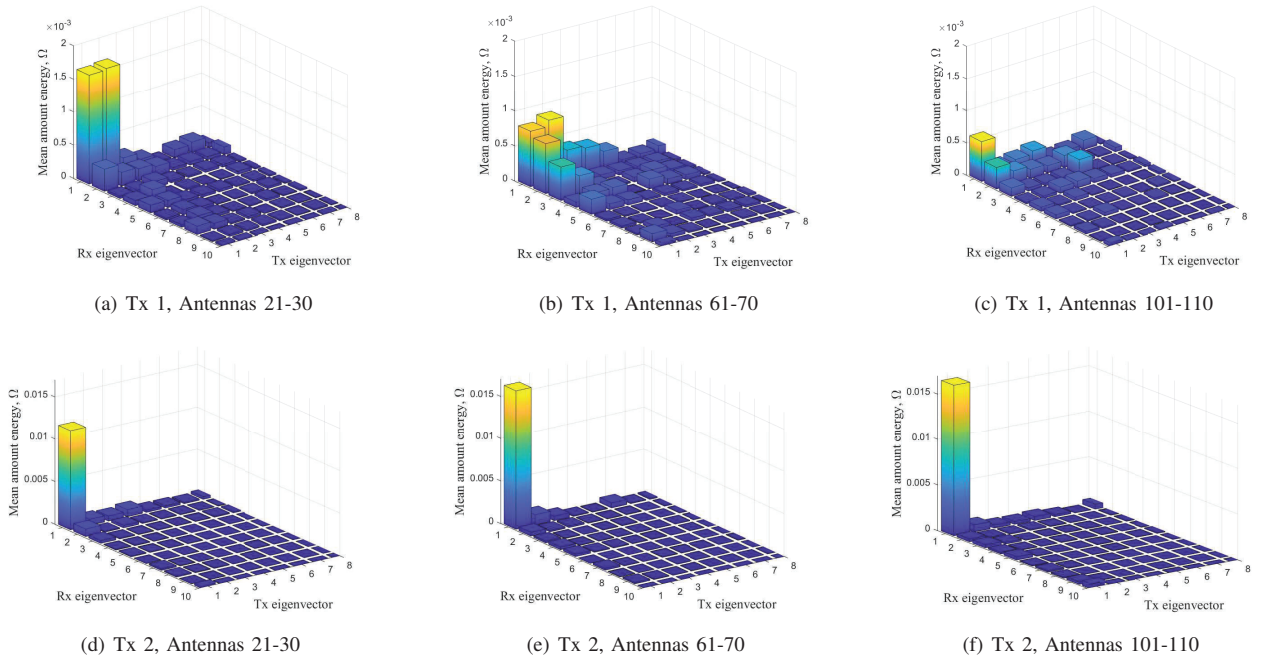 ×10⁻³
2
1.5
1
0.5
0
Mean amount energy, Ω
1 2 3 4 5 6 7 8 9 10
Rx eigenvector
1 2 3 4 5 6 7 8
Tx eigenvector
(a) Tx 1, Antennas 21-30
×10⁻³
2
1.5
1
0.5
0
Mean amount energy, Ω
1 2 3 4 5 6 7 8 9 10
Rx eigenvector
1 2 3 4 5 6 7 8
Tx eigenvector
(b) Tx 1, Antennas 61-70
×10⁻³
2
1.5
1
0.5
0
Mean amount energy, Ω
1 2 3 4 5 6 7 8 9 10
Rx eigenvector
1 2 3 4 5 6 7 8
Tx eigenvector
(c) Tx 1, Antennas 101-110
0.015
0.01
0.005
0
Mean amount energy, Ω
1 2 3 4 5 6 7 8 9 10
Rx eigenvector
1 2 3 4 5 6 7 8
Tx eigenvector
(d) Tx 2, Antennas 21-30
0.015
0.01
0.005
0
Mean amount energy, Ω
1 2 3 4 5 6 7 8 9 10
Rx eigenvector
1 2 3 4 5 6 7 8
Tx eigenvector
(e) Tx 2, Antennas 61-70
0.015
0.01
0.005
0
Mean amount energy, Ω
1 2 3 4 5 6 7 8 9 10
Rx eigenvector
1 2 3 4 5 6 7 8
Tx eigenvector
(f) Tx 2, Antennas 101-110